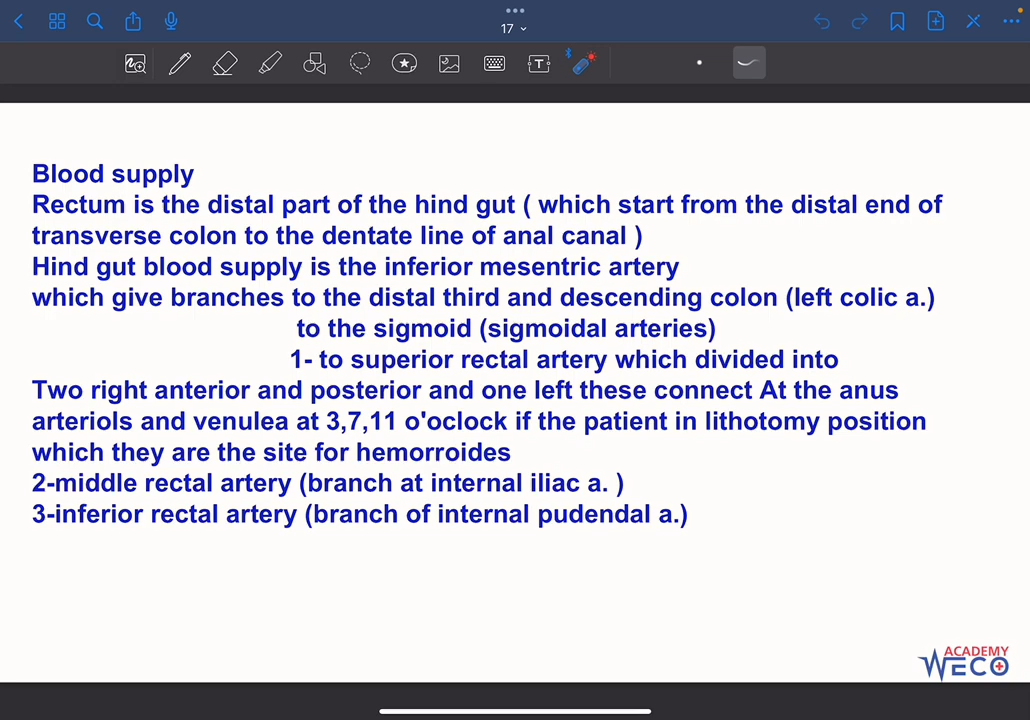 17
T
Blood supply
Rectum is the distal part of the hind gut ( which start from the distal end of
transverse colon to the dentate line of anal canal )
Hind gut blood supply is the inferior mesentric artery
which give branches to the distal third and descending colon (left colic a.)
to the sigmoid (sigmoidal arteries)
1- to superior rectal artery which divided into
Two right anterior and posterior and one left these connect At the anus
arteriols and venulea at 3,7,11 o'oclock if the patient in lithotomy position
which they are the site for hemorroides
2-middle rectal artery (branch at internal iliac a. )
3-inferior rectal artery (branch of internal pudendal a.)
ACADEMY
WECO